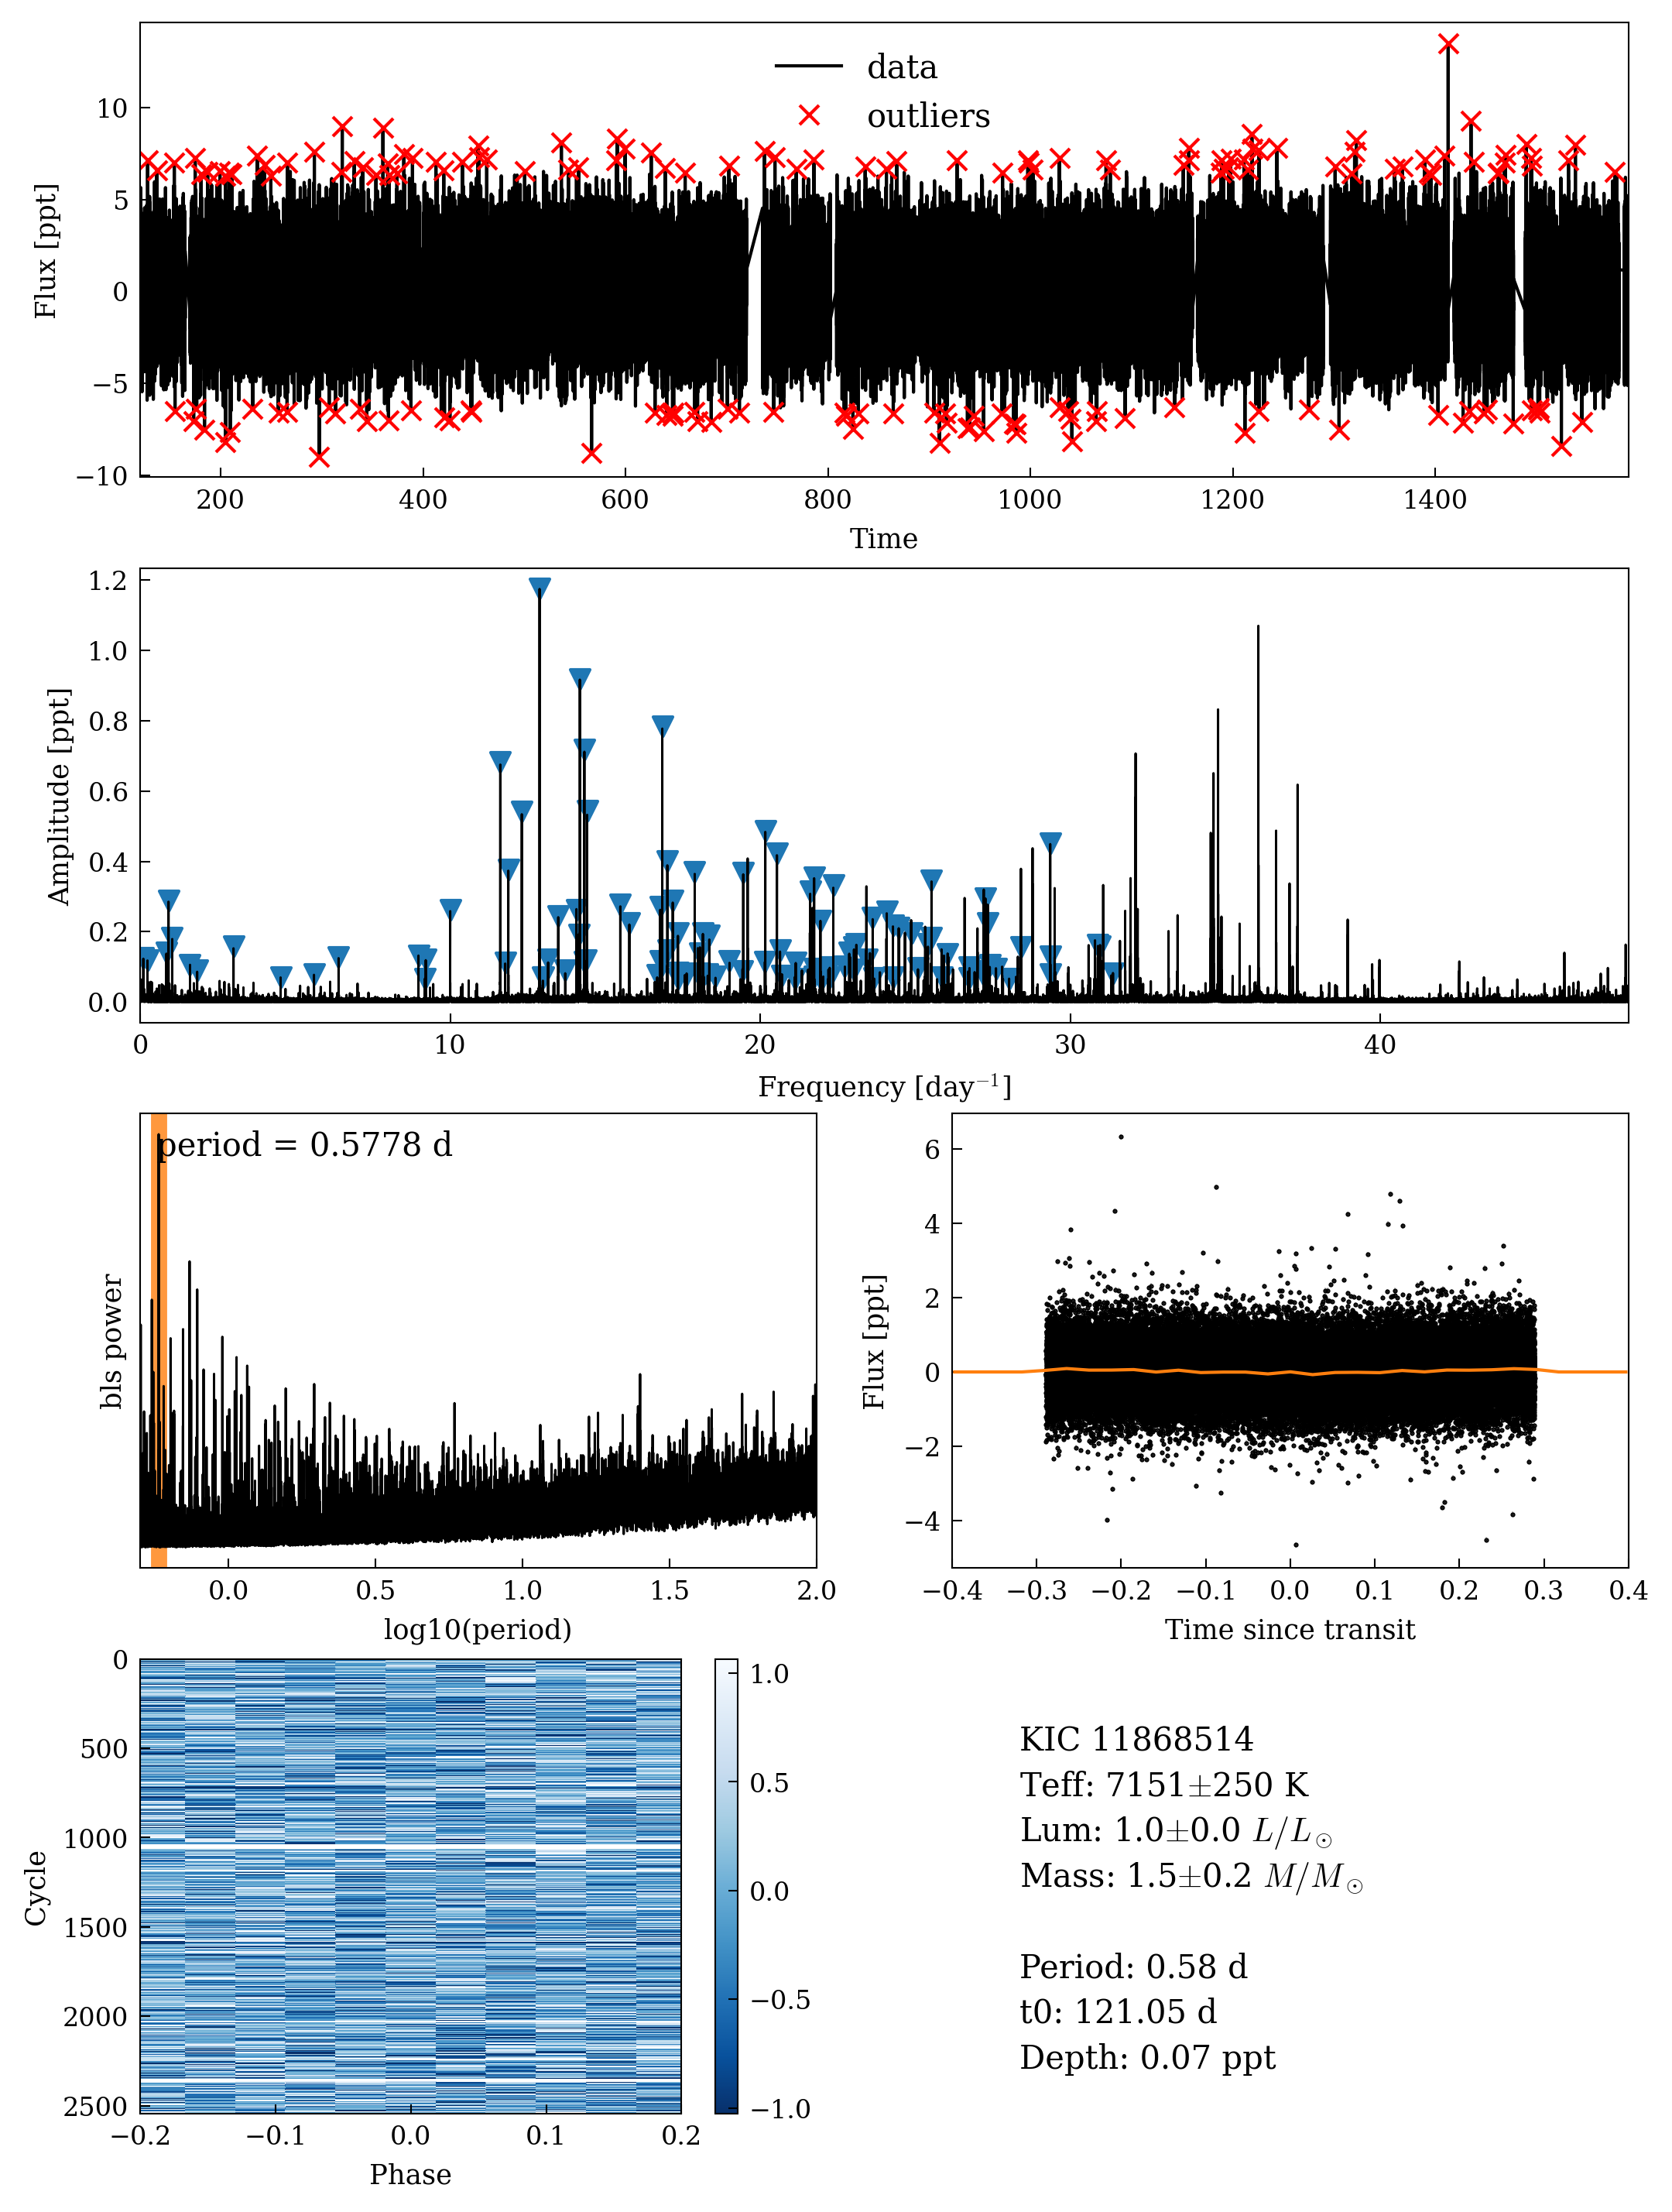 data
outliers
10
5
0
−5
−10
Flux [ppt]
200 400 600 800 1000 1200 1400
Time
1.2
1.0
0.8
0.6
0.4
0.2
0.0
Amplitude [ppt]
0 10 20 30 40
Frequency [day⁻¹]
period = 0.5778 d
bls power
0.0 0.5 1.0 1.5 2.0
log10(period)
6
4
2
0
−2
−4
Flux [ppt]
−0.4 −0.3 −0.2 −0.1 0.0 0.1 0.2 0.3 0.4
Time since transit
0
500
1000
1500
2000
2500
Cycle
−0.2 −0.1 0.0 0.1 0.2
Phase
1.0
0.5
0.0
−0.5
−1.0
KIC 11868514
Teff: 7151±250 K
Lum: 1.0±0.0 L/L⊙
Mass: 1.5±0.2 M/M⊙
Period: 0.58 d
t0: 121.05 d
Depth: 0.07 ppt